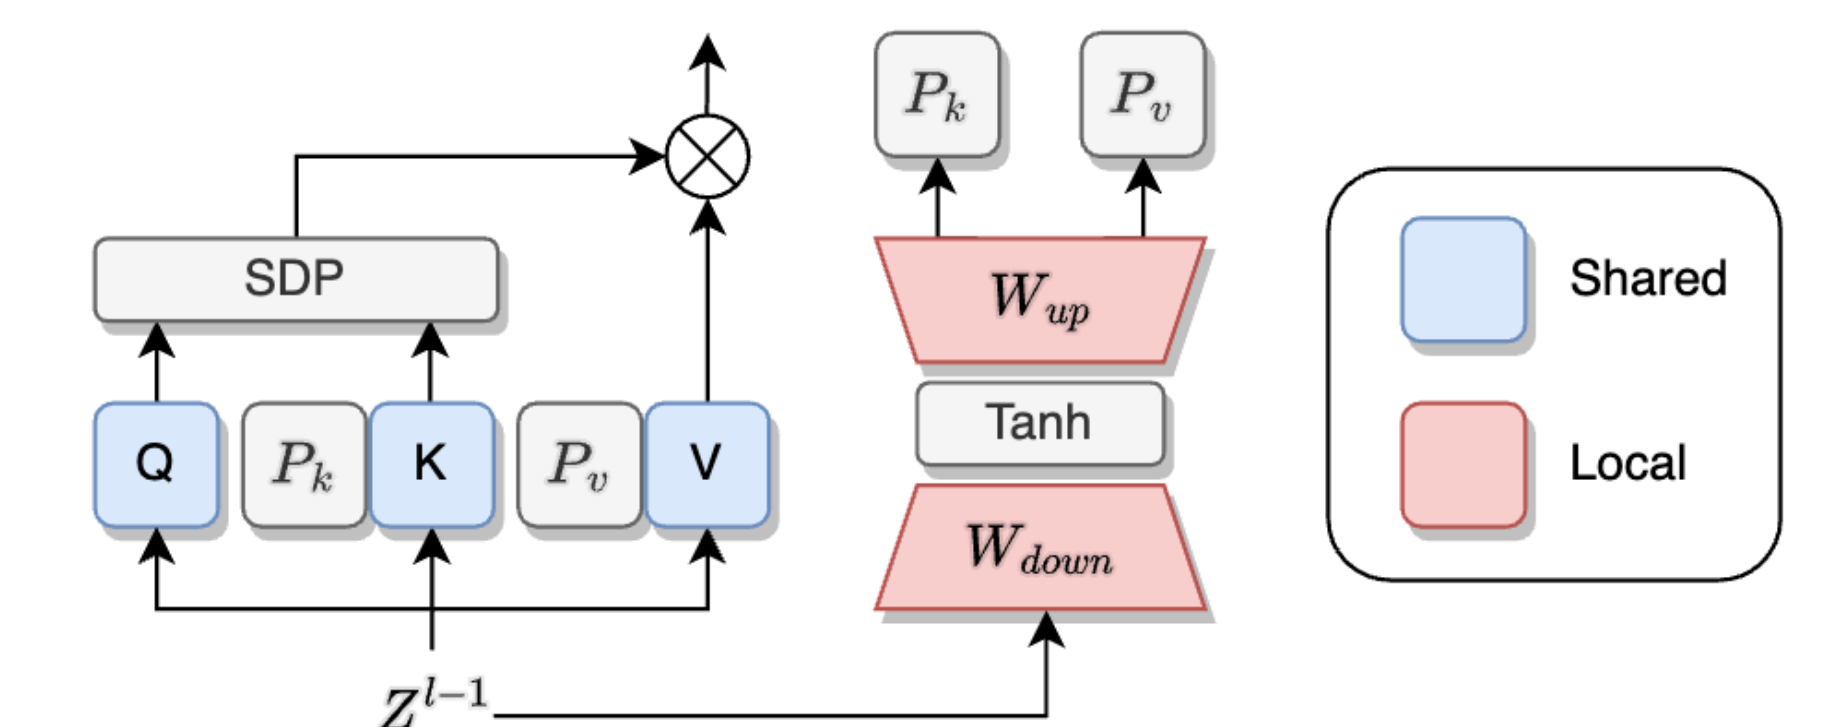 P_k P_v
SDP
W_up
Shared
Q P_k K P_v V
Tanh
Local
W_down
Z^{l-1}